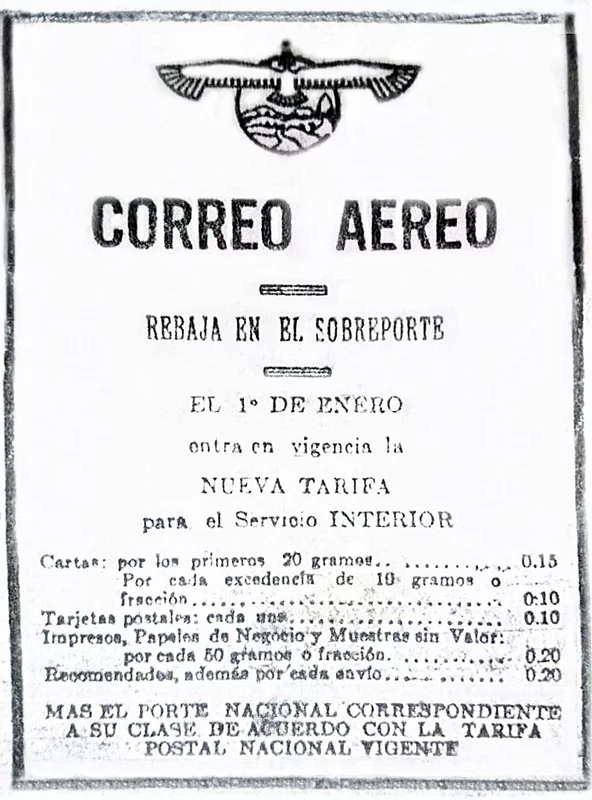 CORREO AEREO
REBAJA EN EL SOBREPORTE
EL 1º DE ENERO
entra en vigencia la
NUEVA TARIFA
para el Servicio INTERIOR
Cartas: por los primeros 20 gramos.. ........,.,.. 0.15
Por cada excedencia de 10 gramos o
fracción.................................. 0:10
Tarjetas postales: cada una....................... 0.10
Impresos, Papeles de Negocio y Muestras sin Valor:
por cada 50 gramos o fracción............. 0.20
Recomendados, además por cada envío............... 0.20
MAS EL PORTE NACIONAL CORRESPONDIENTE
A SU CLASE DE ACUERDO CON LA TARIFA
POSTAL NACIONAL VIGENTE